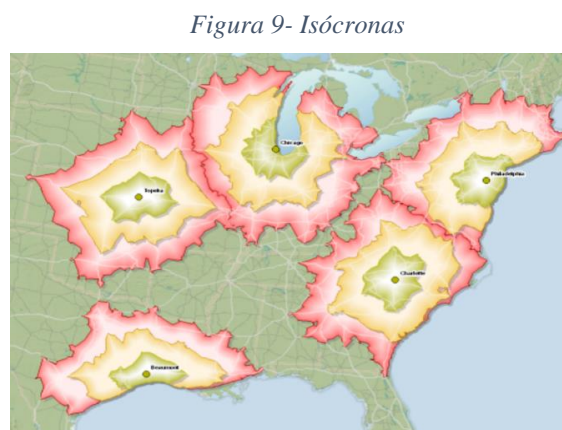 Figura 9- Isócronas
Chicago
Philadelphia
Topeka
Charlotte
Beaumont